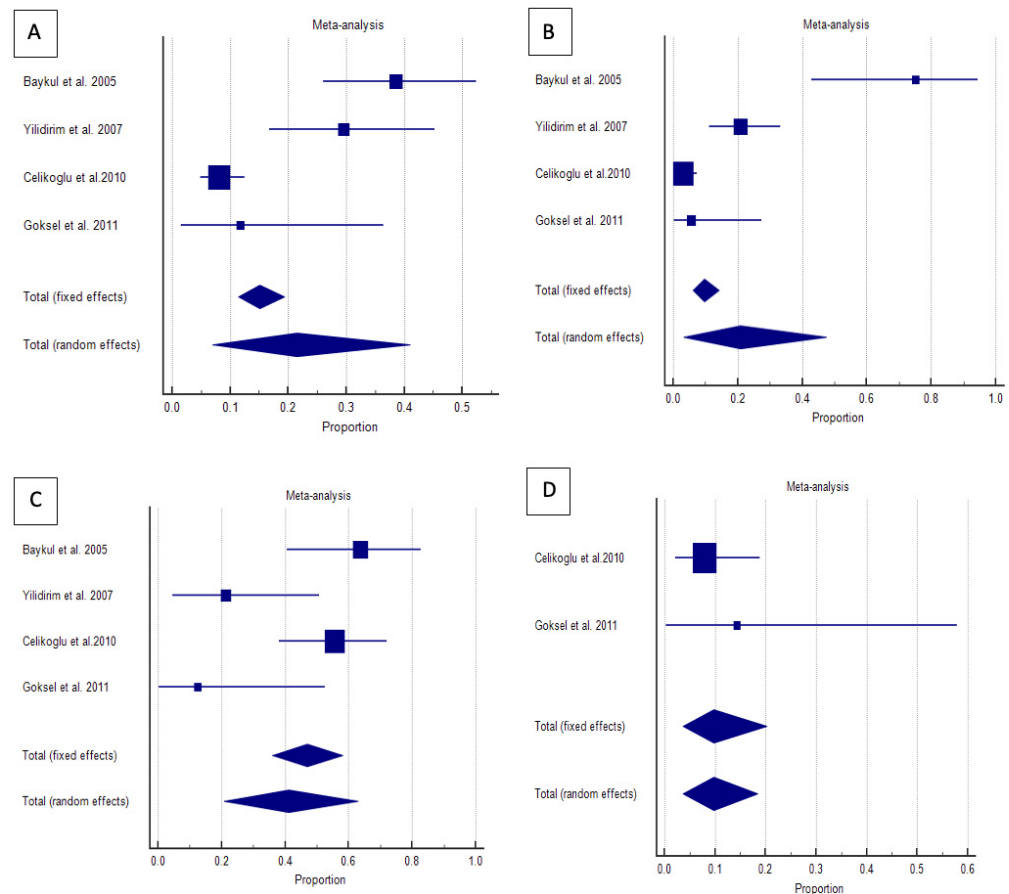 A
Meta-analysis
Baykul et al. 2005
Yilidirim et al. 2007
Celikoglu et al.2010
Goksel et al. 2011
Total (fixed effects)
Total (random effects)
0.0 0.1 0.2 0.3 0.4 0.5
Proportion
B
Meta-analysis
Baykul et al. 2005
Yilidirim et al. 2007
Celikoglu et al.2010
Goksel et al. 2011
Total (fixed effects)
Total (random effects)
0.0 0.2 0.4 0.6 0.8 1.0
Proportion
C
Meta-analysis
Baykul et al. 2005
Yilidirim et al. 2007
Celikoglu et al.2010
Goksel et al. 2011
Total (fixed effects)
Total (random effects)
0.0 0.2 0.4 0.6 0.8 1.0
Proportion
D
Meta-analysis
Celikoglu et al.2010
Goksel et al. 2011
Total (fixed effects)
Total (random effects)
0.0 0.1 0.2 0.3 0.4 0.5 0.6
Proportion